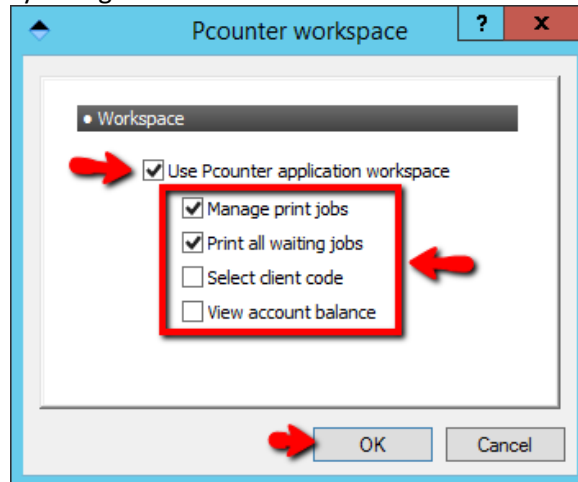 Pcounter workspace
? x
• Workspace
Use Pcounter application workspace
Manage print jobs
Print all waiting jobs
Select client code
View account balance
OK Cancel